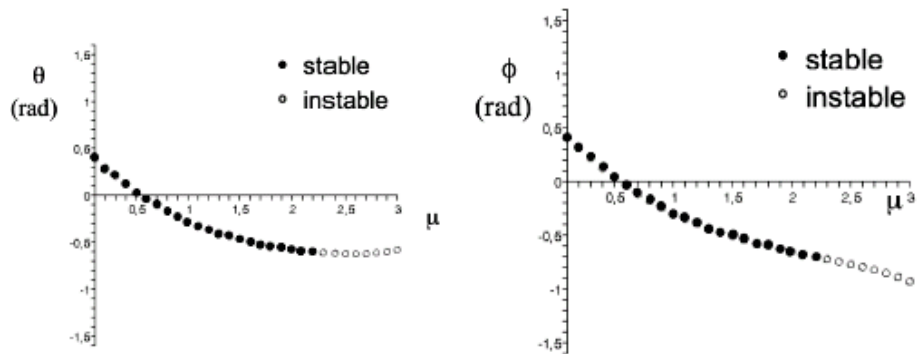 θ
(rad)
1,5
1
0,5
0
-0,5
-1
-1,5
0,5
1
1,5
2
2,5
3
μ
● stable
○ instable
ϕ
(rad)
1,5
1
0,5
0
-0,5
-1
-1,5
0,5
1
1,5
2
2,5
3
μ
● stable
○ instable